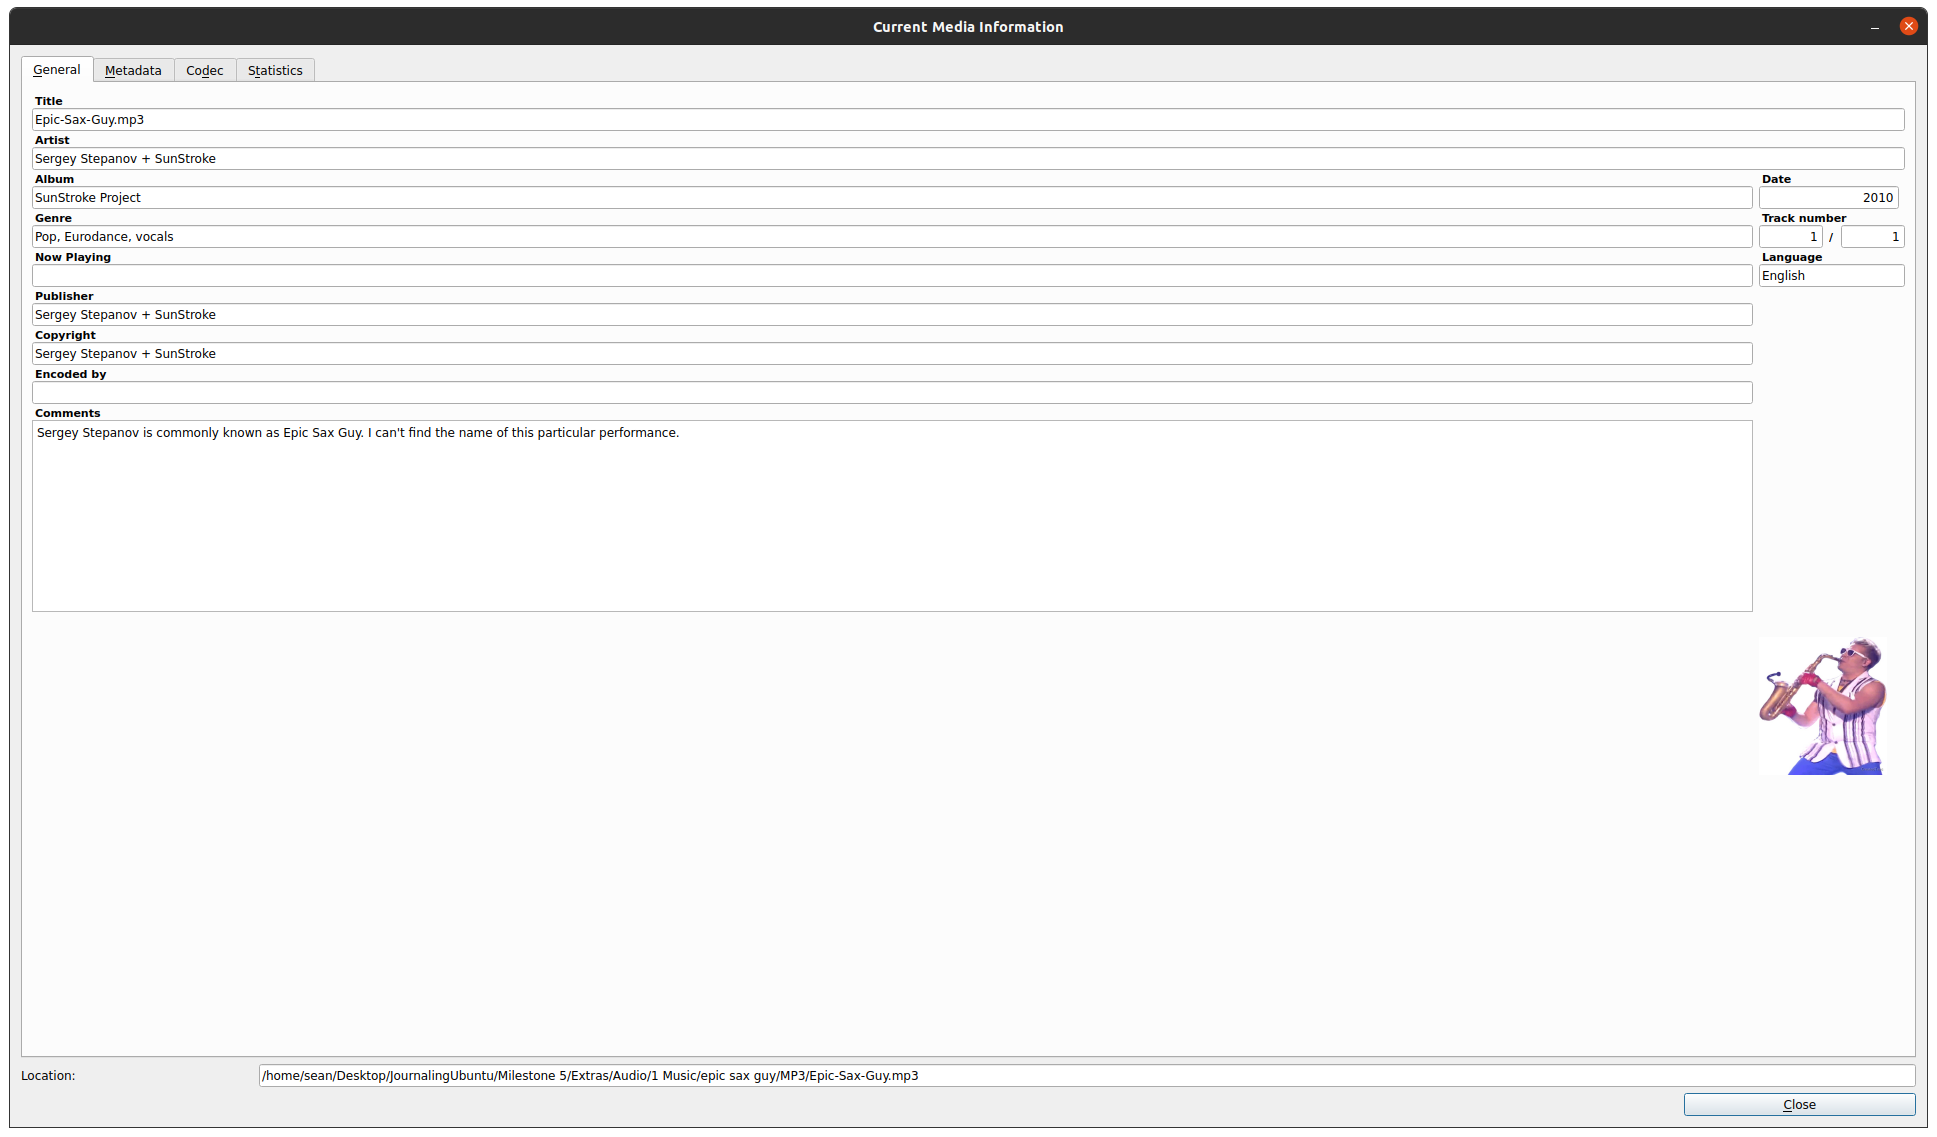 Current Media Information
General Metadata Codec Statistics
Title
Epic-Sax-Guy.mp3
Artist
Sergey Stepanov + SunStroke
Album Date
SunStroke Project 2010
Genre Track number
Pop, Eurodance, vocals 1 / 1
Now Playing Language
English
Publisher
Sergey Stepanov + SunStroke
Copyright
Sergey Stepanov + SunStroke
Encoded by
Comments
Sergey Stepanov is commonly known as Epic Sax Guy. I can't find the name of this particular performance.
Location: /home/sean/Desktop/JournalingUbuntu/Milestone 5/Extras/Audio/1 Music/epic sax guy/MP3/Epic-Sax-Guy.mp3
Close